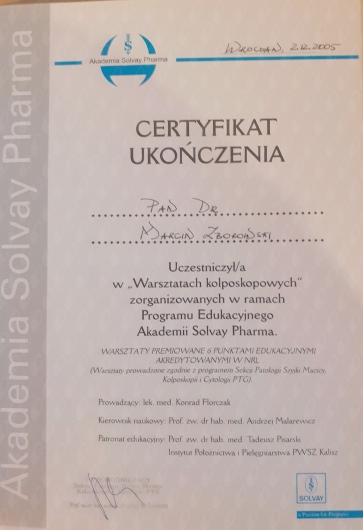 Akademia Solvay Pharma
Akademia Solvay Pharma
Wrocław, 2.12.2005
CERTYFIKAT
UKOŃCZENIA
PAN DR
MARCIN ZBOROWSKI
Uczestniczył/a
w „Warsztatach kolposkopowych"
zorganizowanych w ramach
Programu Edukacyjnego
Akademii Solvay Pharma.
WARSZTATY PREMIOWANE 6 PUNKTAMI EDUKACYJNYMI
AKREDYTOWANYMI W NRL
(Warsztaty prowadzone zgodnie z programem Sekcji Patologii Szyjki Macicy,
Kolposkopii i Cytologii PTG).
Prowadzący: lek. med. Konrad Florczak
Kierownik naukowy: Prof. zw. dr hab. med. Andrzej Malarewicz
Patronat edukacyjny: Prof. zw. dr hab. med. Tadeusz Pisarski
Instytut Położnictwa i Pielęgniarstwa PWSZ Kalisz
SOLVAY